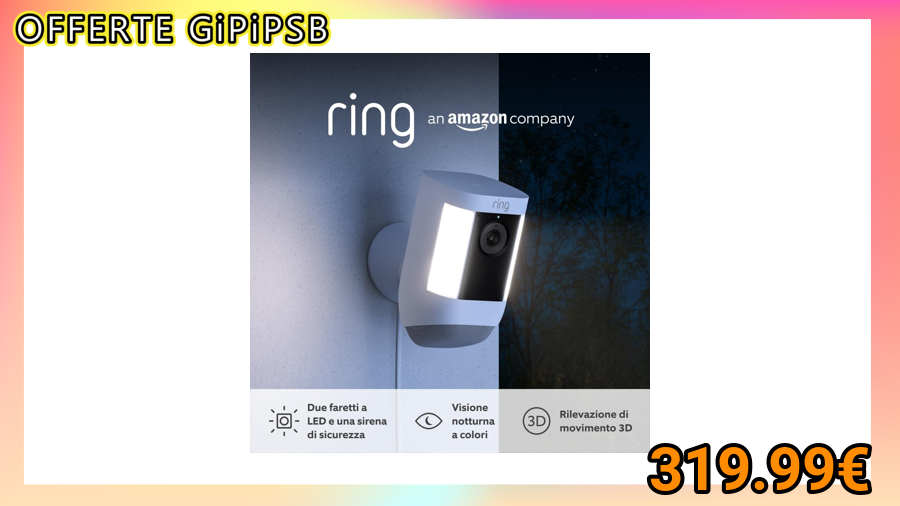 OFFERTE GiPiPSB
ring an amazon company
ring
Due faretti a
LED e una sirena
di sicurezza
Visione
notturna
a colori
3D
Rilevazione di
movimento 3D
319.99€